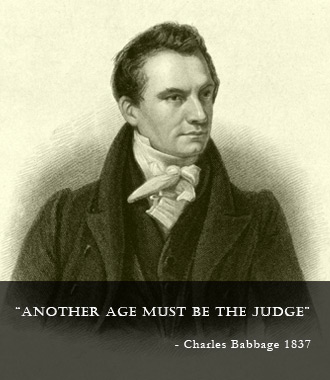 "ANOTHER AGE MUST BE THE JUDGE"
- Charles Babbage 1837